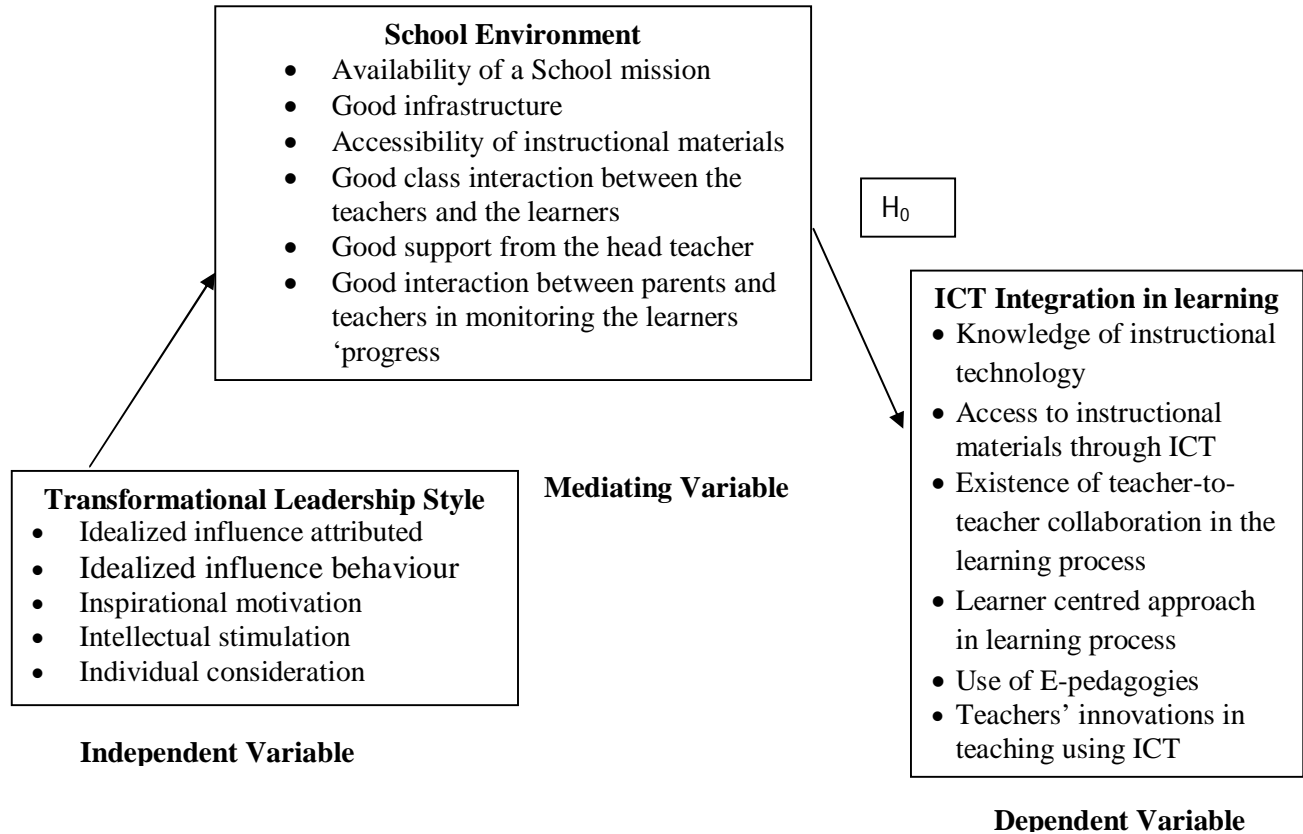 School Environment
• Availability of a School mission
• Good infrastructure
• Accessibility of instructional materials
• Good class interaction between the
teachers and the learners
• Good support from the head teacher
• Good interaction between parents and
teachers in monitoring the learners
‘progress
H₀
ICT Integration in learning
• Knowledge of instructional
technology
• Access to instructional
materials through ICT
• Existence of teacher-to-
teacher collaboration in the
learning process
• Learner centred approach
in learning process
• Use of E-pedagogies
• Teachers’ innovations in
teaching using ICT
Mediating Variable
Transformational Leadership Style
• Idealized influence attributed
• Idealized influence behaviour
• Inspirational motivation
• Intellectual stimulation
• Individual consideration
Independent Variable
Dependent Variable